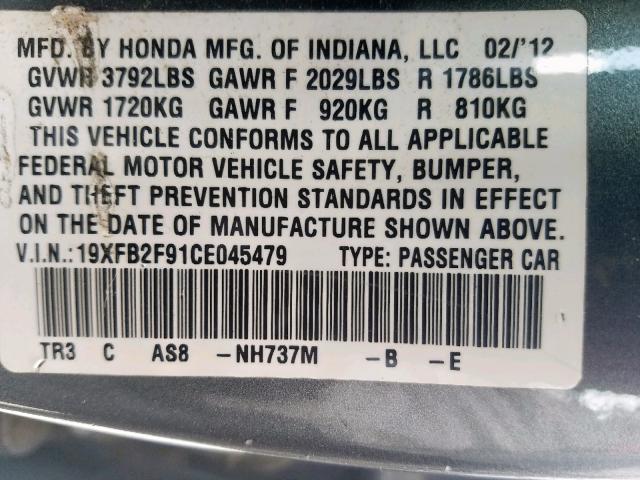 MFD. BY HONDA MFG. OF INDIANA, LLC 02/'12
GVWR 3792LBS GAWR F 2029LBS R 1786LBS
GVWR 1720KG GAWR F 920KG R 810KG
THIS VEHICLE CONFORMS TO ALL APPLICABLE
FEDERAL MOTOR VEHICLE SAFETY, BUMPER,
AND THEFT PREVENTION STANDARDS IN EFFECT
ON THE DATE OF MANUFACTURE SHOWN ABOVE.
V.I.N.:19XFB2F91CE045479 TYPE: PASSENGER CAR
TR3 C AS8 -NH737M -B -E